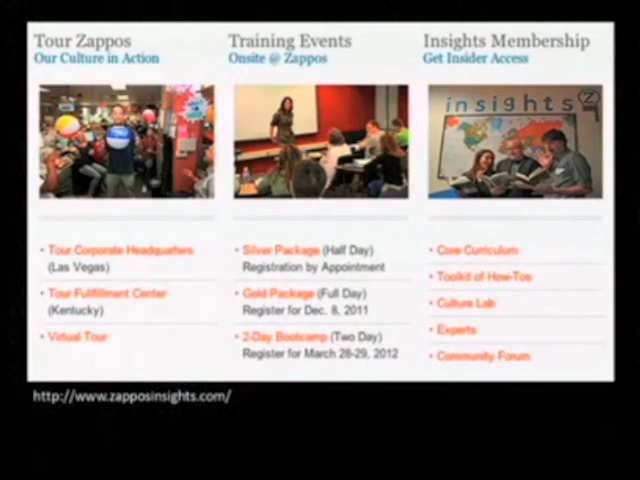 Tour Zappos
Our Culture in Action
Training Events
Onsite @ Zappos
Insights Membership
Get Insider Access
insights
• Tour Corporate Headquarters
(Las Vegas)
• Tour Fullfillment Center
(Kentucky)
• Virtual Tour
• Silver Package (Half Day)
Registration by Appointment
• Gold Package (Full Day)
Register for Dec. 8, 2011
• 2-Day Bootcamp (Two Day)
Register for March 28-29, 2012
• Core Curriculum
• Toolkit of How-Tos
• Culture Lab
• Experts
• Community Forum
http://www.zapposinsights.com/